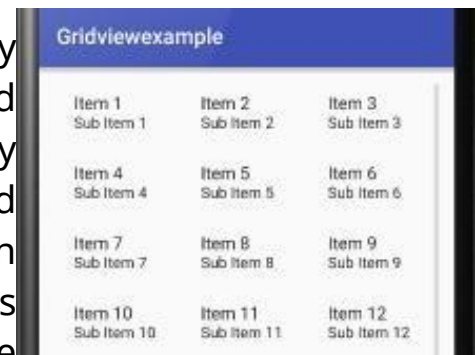 Gridviewexample
Item 1 Item 2 Item 3
Sub Item 1 Sub Item 2 Sub Item 3
Item 4 Item 5 Item 6
Sub Item 4 Sub Item 5 Sub Item 6
Item 7 Item 8 Item 9
Sub Item 7 Sub Item 8 Sub Item 9
Item 10 Item 11 Item 12
Sub Item 10 Sub Item 11 Sub Item 12